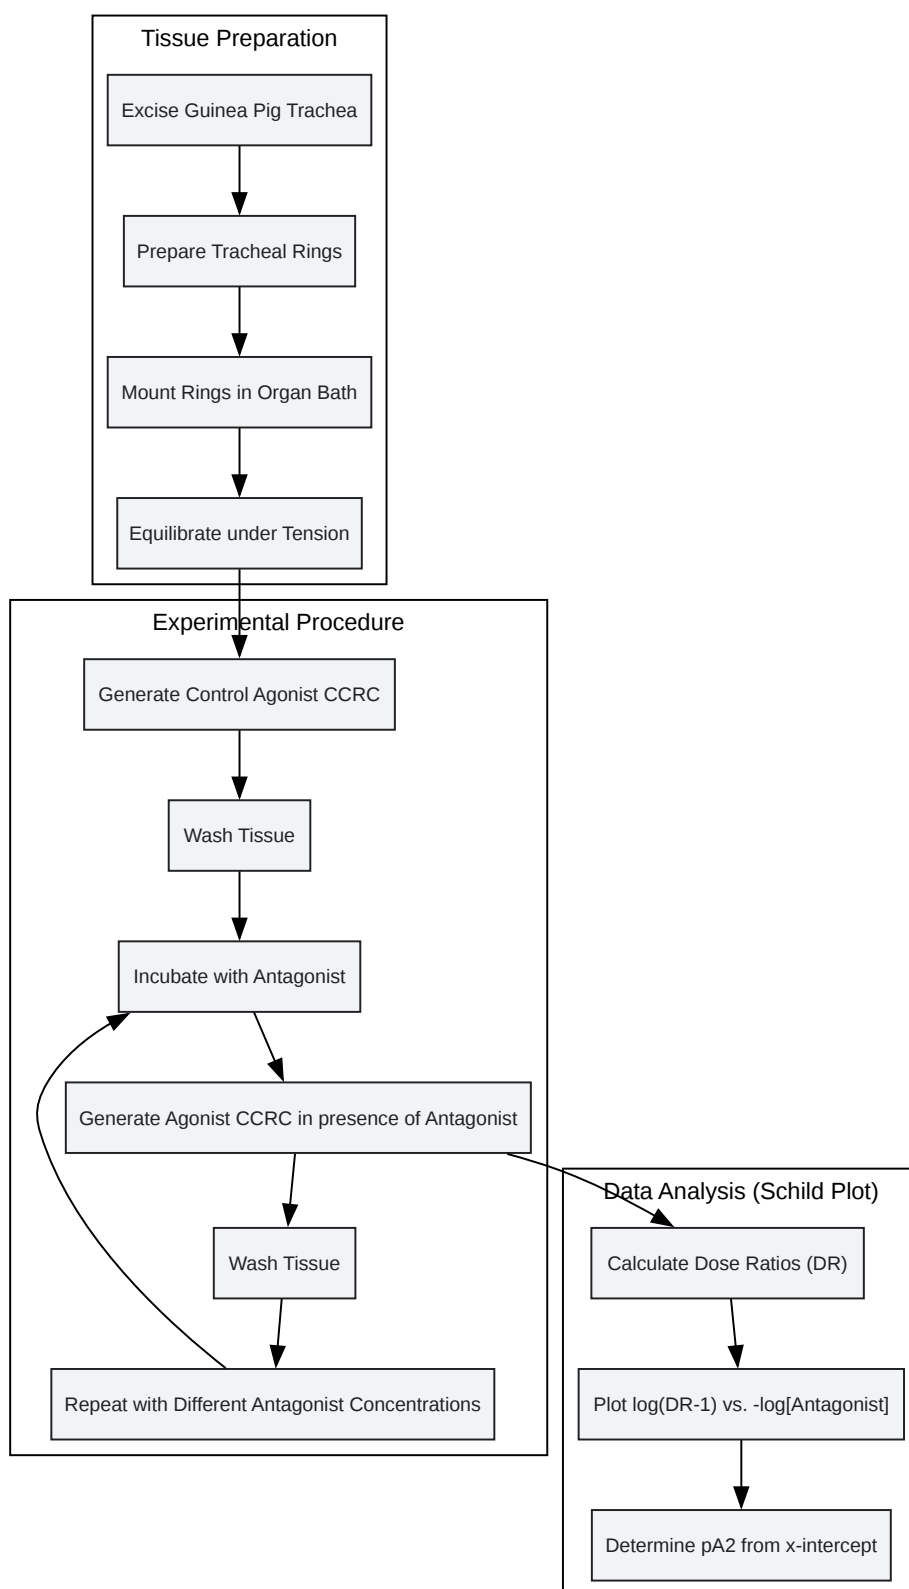 Tissue Preparation
Excise Guinea Pig Trachea
Prepare Tracheal Rings
Mount Rings in Organ Bath
Equilibrate under Tension
Experimental Procedure
Generate Control Agonist CCRC
Wash Tissue
Incubate with Antagonist
Generate Agonist CCRC in presence of Antagonist
Wash Tissue
Repeat with Different Antagonist Concentrations
Data Analysis (Schild Plot)
Calculate Dose Ratios (DR)
Plot log(DR-1) vs. -log[Antagonist]
Determine pA2 from x-intercept